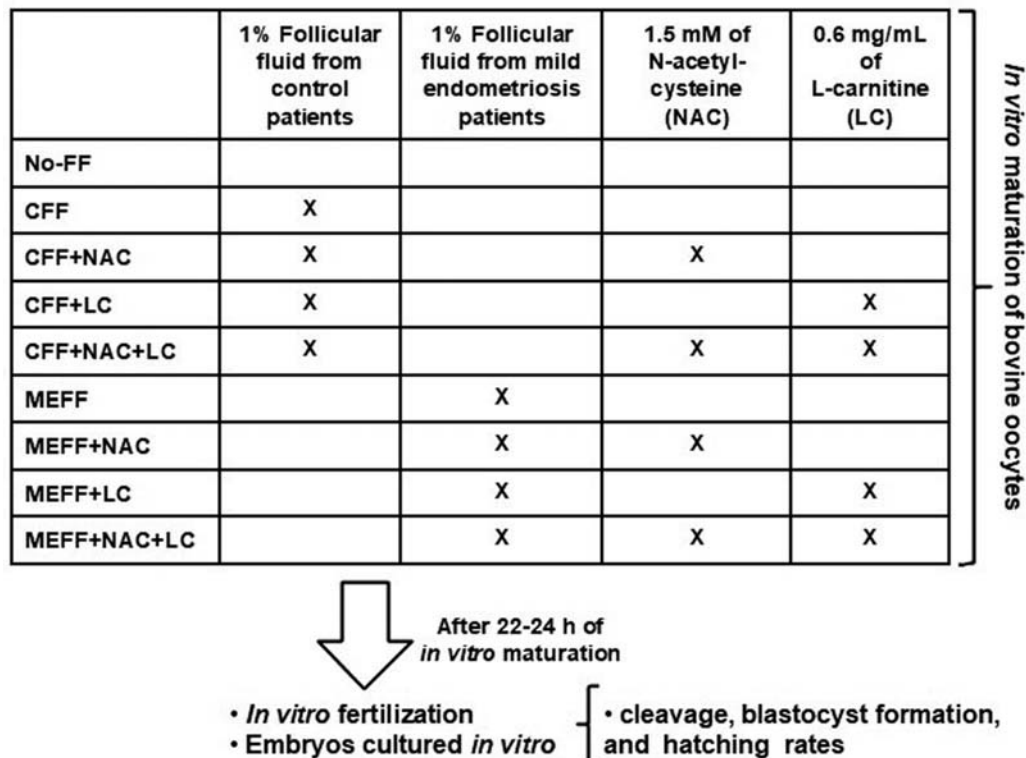 1% Follicular fluid from control patients
1% Follicular fluid from mild endometriosis patients
1.5 mM of N-acetyl-cysteine (NAC)
0.6 mg/mL of L-carnitine (LC)
No-FF
CFF X
CFF+NAC X X
CFF+LC X X
CFF+NAC+LC X X X
MEFF X
MEFF+NAC X X
MEFF+LC X X
MEFF+NAC+LC X X X
In vitro maturation of bovine oocytes
After 22-24 h of
in vitro maturation
• In vitro fertilization
• Embryos cultured in vitro
• cleavage, blastocyst formation,
and hatching rates